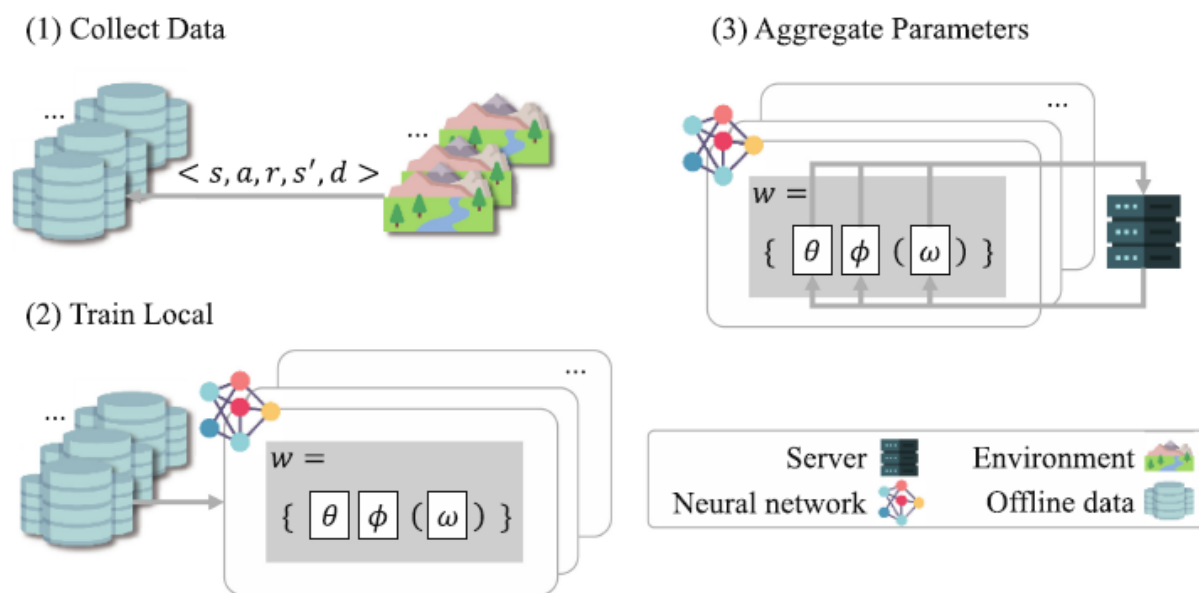 (1) Collect Data
...
...
< s, a, r, s′, d >
(2) Train Local
...
...
w =
{ θ ϕ ( ω ) }
(3) Aggregate Parameters
...
w =
{ θ ϕ ( ω ) }
Server
Environment
Neural network
Offline data